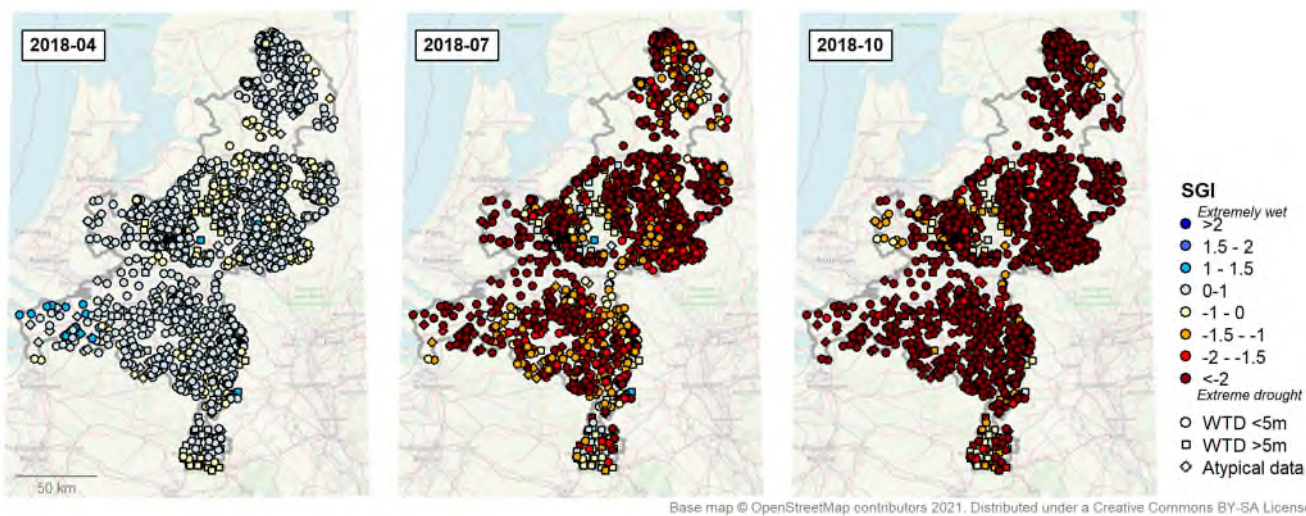 2018-04
2018-07
2018-10
SGI
Extremely wet
>2
1.5 - 2
1 - 1.5
0-1
-1 - 0
-1.5 - -1
-2 - -1.5
<-2
Extreme drought
WTD <5m
WTD >5m
Atypical data
50 km
Base map © OpenStreetMap contributors 2021. Distributed under a Creative Commons BY-SA License